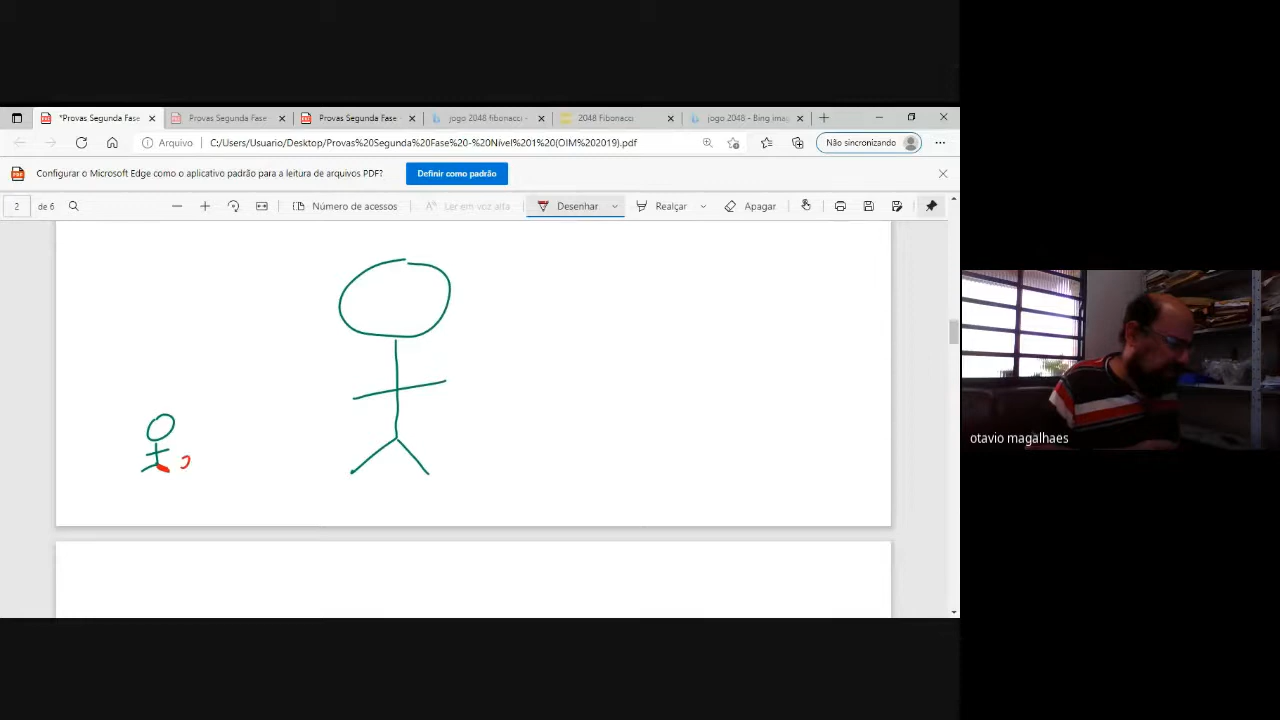 *Provas Segunda Fase
Provas Segunda Fase
Provas Segunda Fase
jogo 2048 fibonacci -
2048 Fibonacci
jogo 2048 - Bing imag
Arquivo
C:/Users/Usuario/Desktop/Provas%20Segunda%20Fase%20-%20Nível%201%20(OIM%202019).pdf
Não sincronizando
Configurar o Microsoft Edge como o aplicativo padrão para a leitura de arquivos PDF?
Definir como padrão
2
de 6
Número de acessos
Ler em voz alta
Desenhar
Realçar
Apagar
otavio magalhaes